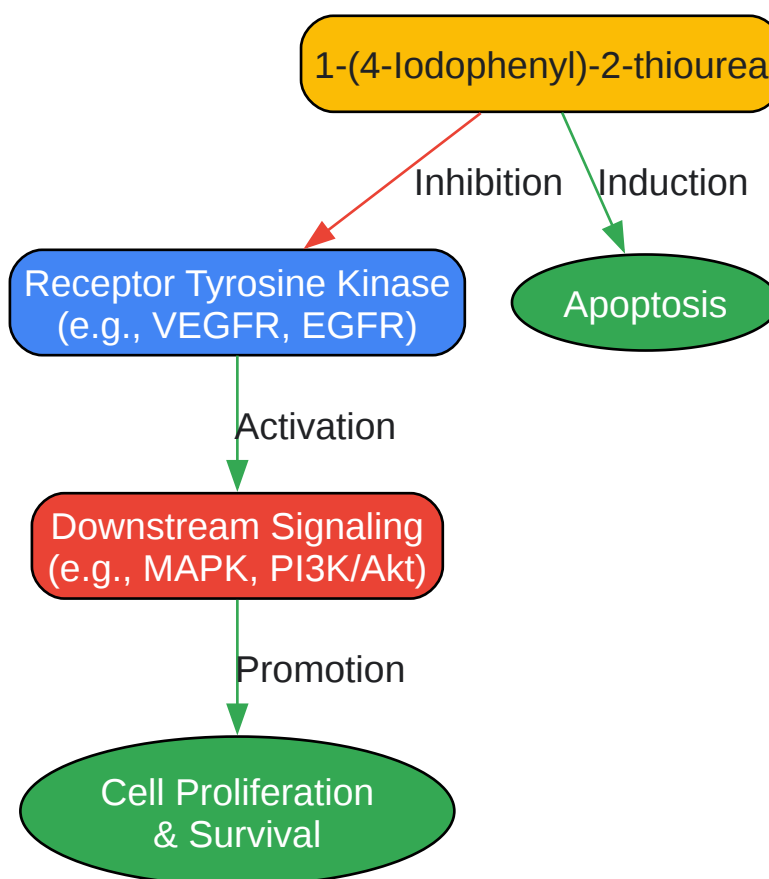 1-(4-Iodophenyl)-2-thiourea
Inhibition
Induction
Receptor Tyrosine Kinase
(e.g., VEGFR, EGFR)
Apoptosis
Activation
Downstream Signaling
(e.g., MAPK, PI3K/Akt)
Promotion
Cell Proliferation
& Survival